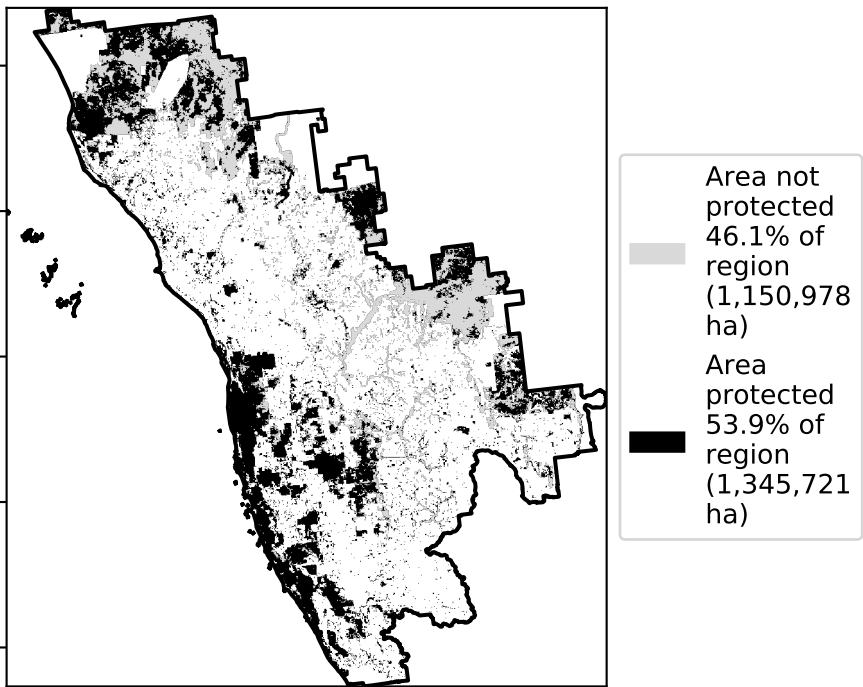 Area not
protected
46.1% of
region
(1,150,978
ha)
Area
protected
53.9% of
region
(1,345,721
ha)